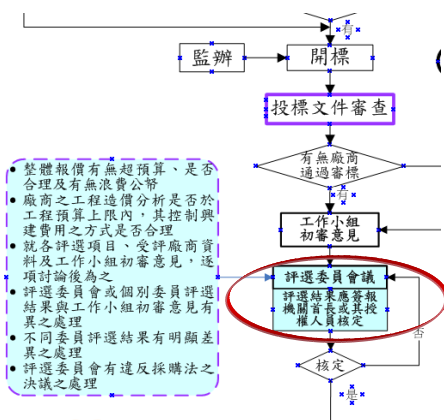 有
監辦
開標
投標文件審查
有無廠商
通過審標
有
工作小組
初審意見
評選委員會議
評選結果應簽報
機關首長或其授
權人員核定
否
核定
是
• 整體報價有無超預算、是否
合理及有無浪費公帑
• 廠商之工程造價分析是否於
工程預算上限內，其控制興
建費用之方式是否合理
• 就各評選項目、受評廠商資
料及工作小組初審意見，逐
項討論後為之
• 評選委員會或個別委員評選
結果與工作小組初審意見有
異之處理
• 不同委員評選結果有明顯差
異之處理
• 評選委員會有違反採購法之
決議之處理